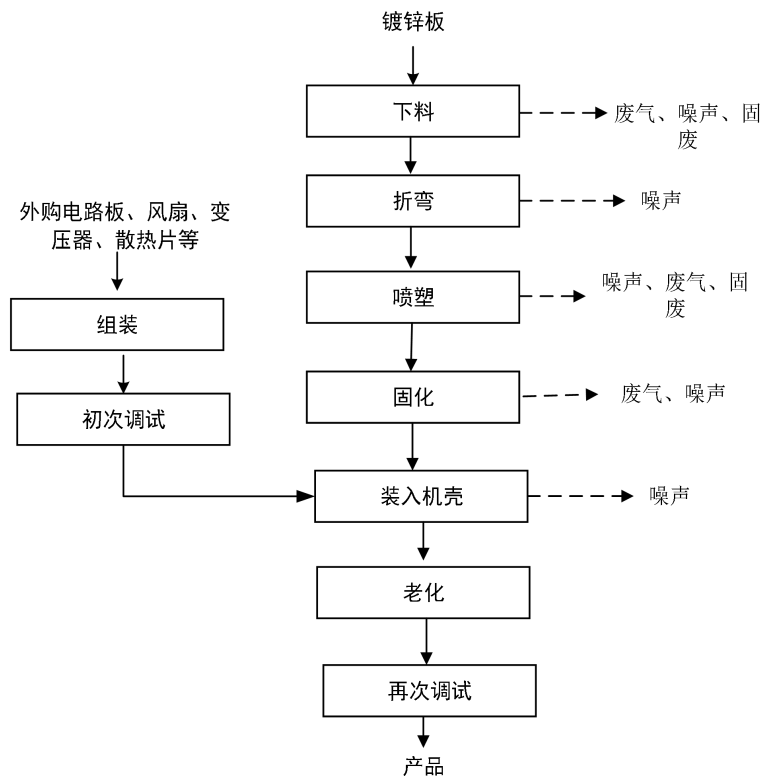 镀锌板
下料
废气、噪声、固
废
折弯
噪声
外购电路板、风扇、变
压器、散热片等
喷塑
噪声、废气、固
废
组装
固化
废气、噪声
初次调试
装入机壳
噪声
老化
再次调试
产品